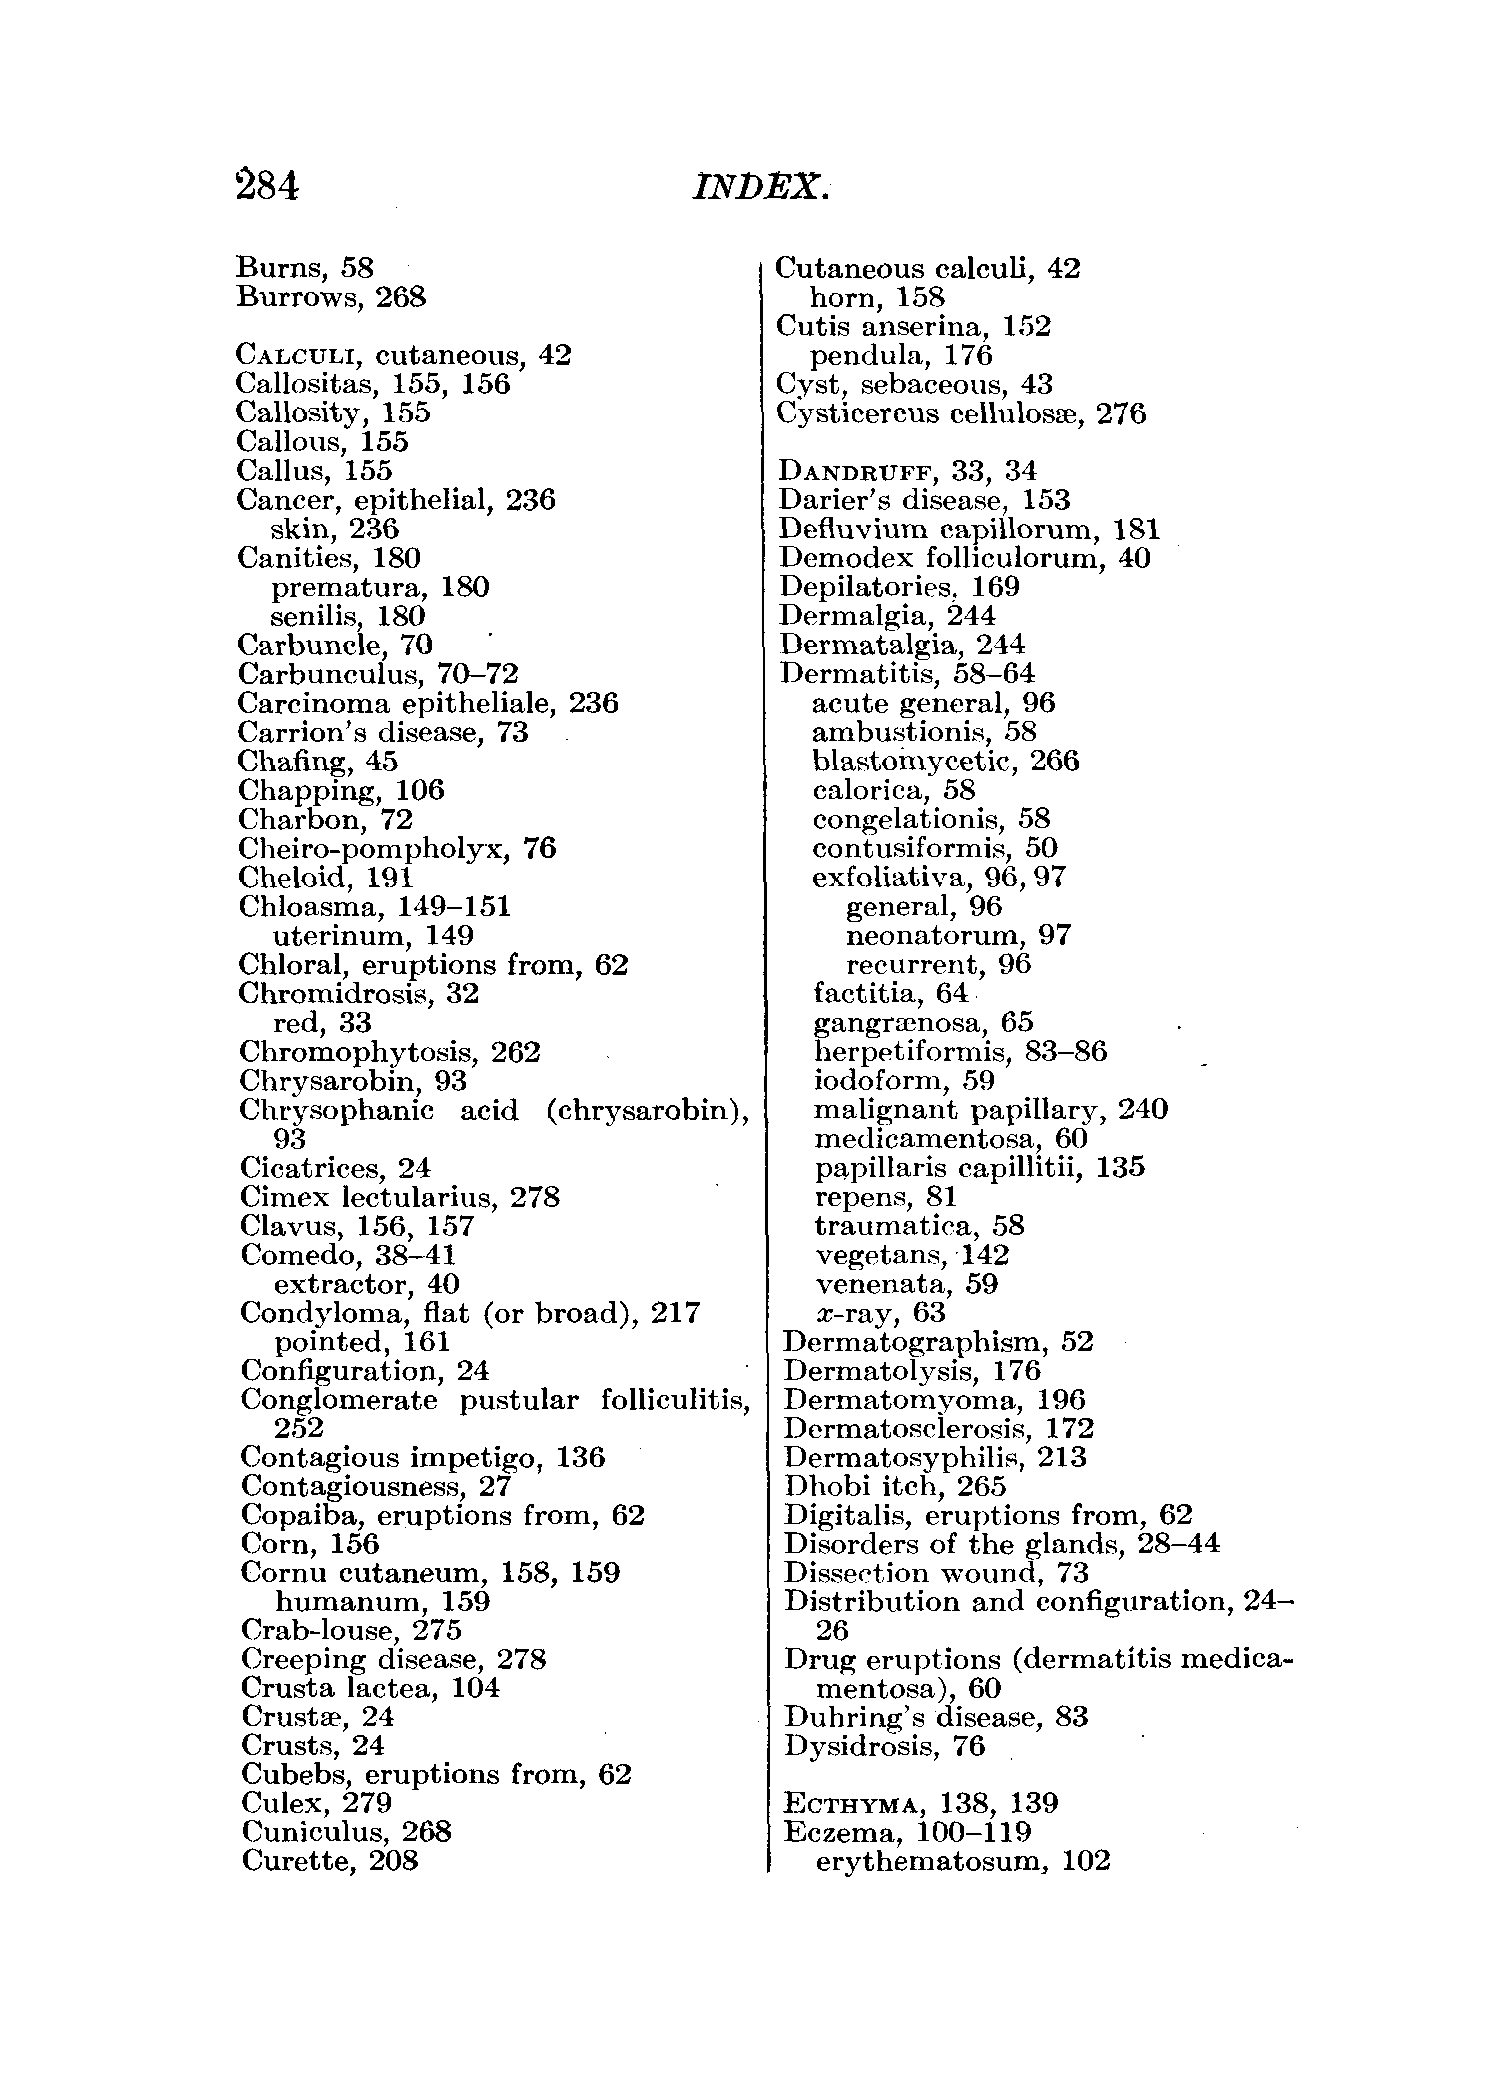 284
INDEX.
Burns, 58
Burrows, 268
CALCULI, cutaneous, 42
Callositas, 155, 156
Callosity, 155
Callous, 155
Callus, 155
Cancer, epithelial, 236
skin, 236
Canities, 180
prematura, 180
senilis, 180
Carbuncle, 70
Carbunculus, 70–72
Carcinoma epitheliale, 236
Carrion's disease, 73
Chafing, 45
Chapping, 106
Charbon, 72
Cheiro-pompholyx, 76
Cheloid, 191
Chloasma, 149–151
uterinum, 149
Chloral, eruptions from, 62
Chromidrosis, 32
red, 33
Chromophytosis, 262
Chrysarobin, 93
Chrysophanic acid (chrysarobin),
93
Cicatrices, 24
Cimex lectularius, 278
Clavus, 156, 157
Comedo, 38–41
extractor, 40
Condyloma, flat (or broad), 217
pointed, 161
Configuration, 24
Conglomerate pustular folliculitis,
252
Contagious impetigo, 136
Contagiousness, 27
Copaiba, eruptions from, 62
Corn, 156
Cornu cutaneum, 158, 159
humanum, 159
Crab-louse, 275
Creeping disease, 278
Crusta lactea, 104
Crustæ, 24
Crusts, 24
Cubebs, eruptions from, 62
Culex, 279
Cuniculus, 268
Curette, 208
Cutaneous calculi, 42
horn, 158
Cutis anserina, 152
pendula, 176
Cyst, sebaceous, 43
Cysticercus cellulosæ, 276
DANDRUFF, 33, 34
Darier's disease, 153
Defluvium capillorum, 181
Demodex folliculorum, 40
Depilatories, 169
Dermalgia, 244
Dermatalgia, 244
Dermatitis, 58–64
acute general, 96
ambustionis, 58
blastomycetic, 266
calorica, 58
congelationis, 58
contusiformis, 50
exfoliativa, 96, 97
general, 96
neonatorum, 97
recurrent, 96
factitia, 64
gangrænosa, 65
herpetiformis, 83–86
iodoform, 59
malignant papillary, 240
medicamentosa, 60
papillaris capillitii, 135
repens, 81
traumatica, 58
vegetans, 142
venenata, 59
x-ray, 63
Dermatographism, 52
Dermatolysis, 176
Dermatomyoma, 196
Dermatosclerosis, 172
Dermatosyphilis, 213
Dhobi itch, 265
Digitalis, eruptions from, 62
Disorders of the glands, 28–44
Dissection wound, 73
Distribution and configuration, 24–
26
Drug eruptions (dermatitis medica-
mentosa), 60
Duhring's disease, 83
Dysidrosis, 76
ECTHYMA, 138, 139
Eczema, 100–119
erythematosum, 102